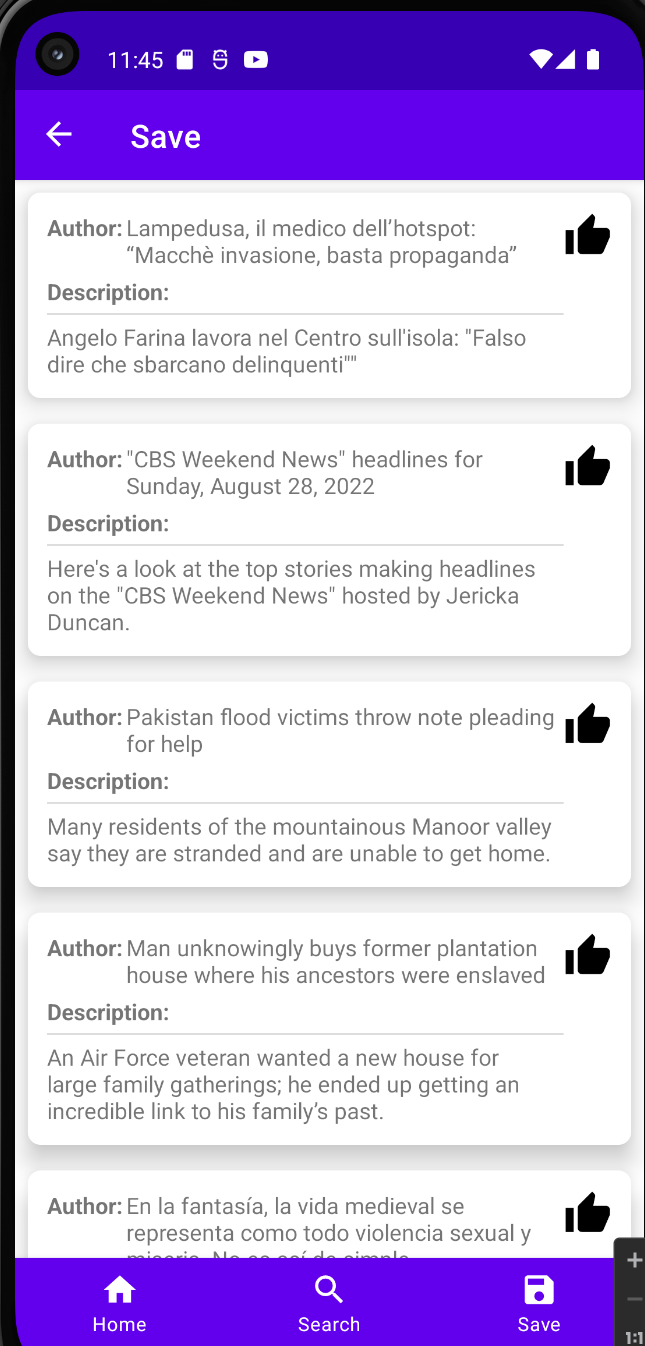 11:45
Save
Author: Lampedusa, il medico dell’hotspot:
“Macchè invasione, basta propaganda”
Description:
Angelo Farina lavora nel Centro sull'isola: "Falso
dire che sbarcano delinquenti""
Author: "CBS Weekend News" headlines for
Sunday, August 28, 2022
Description:
Here's a look at the top stories making headlines
on the "CBS Weekend News" hosted by Jericka
Duncan.
Author: Pakistan flood victims throw note pleading
for help
Description:
Many residents of the mountainous Manoor valley
say they are stranded and are unable to get home.
Author: Man unknowingly buys former plantation
house where his ancestors were enslaved
Description:
An Air Force veteran wanted a new house for
large family gatherings; he ended up getting an
incredible link to his family’s past.
Author: En la fantasía, la vida medieval se
representa como todo violencia sexual y
miseria. No es así de simple
Home
Search
Save
1:1